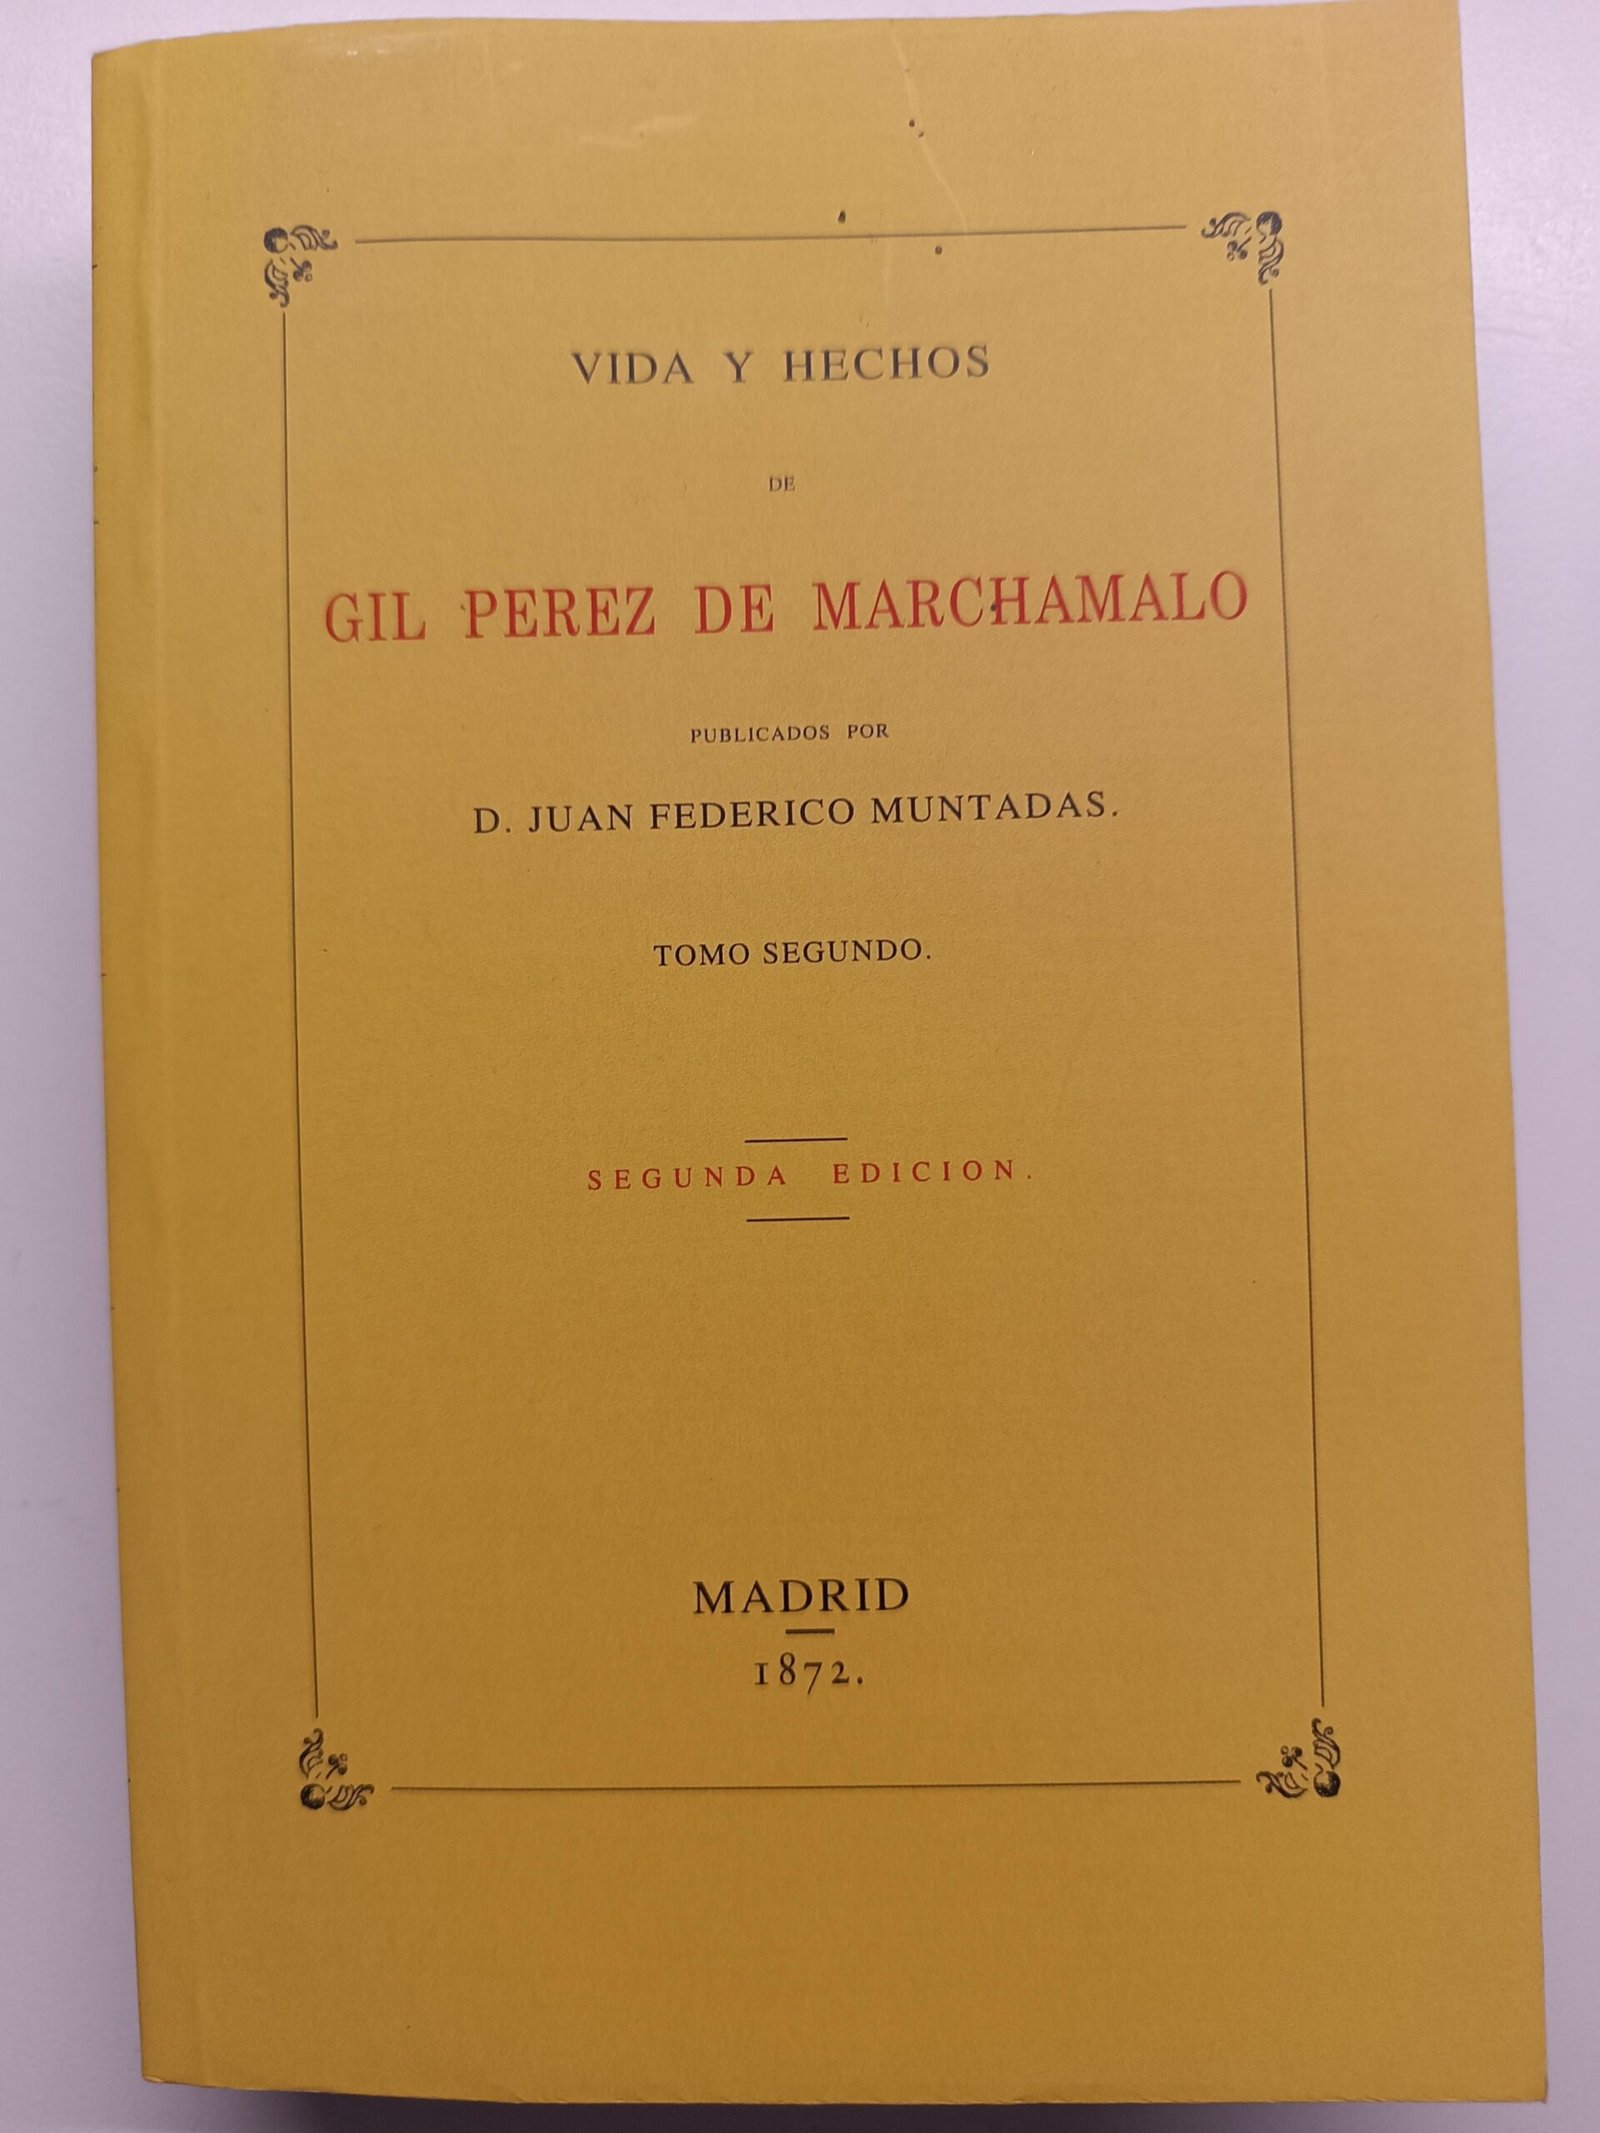 VIDA Y HECHOS
DE
GIL PEREZ DE MARCHAMALO
PUBLICADOS POR
D. JUAN FEDERICO MUNTADAS.
TOMO SEGUNDO.
SEGUNDA EDICION.
MADRID
1872.